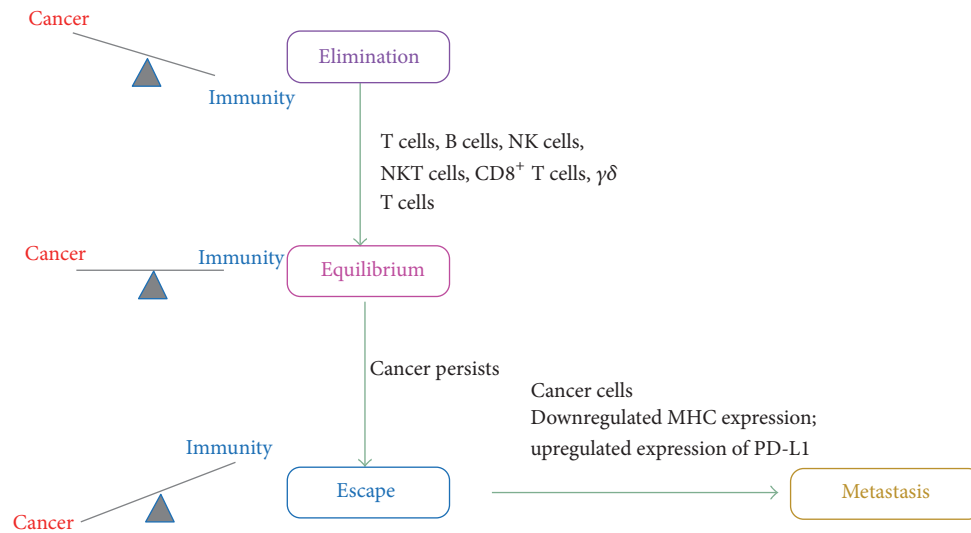 Cancer
Elimination
Immunity
T cells, B cells, NK cells,
NKT cells, CD8⁺ T cells, γδ
T cells
Cancer
Immunity
Equilibrium
Cancer persists
Cancer cells
Downregulated MHC expression;
upregulated expression of PD-L1
Immunity
Escape
Metastasis
Cancer